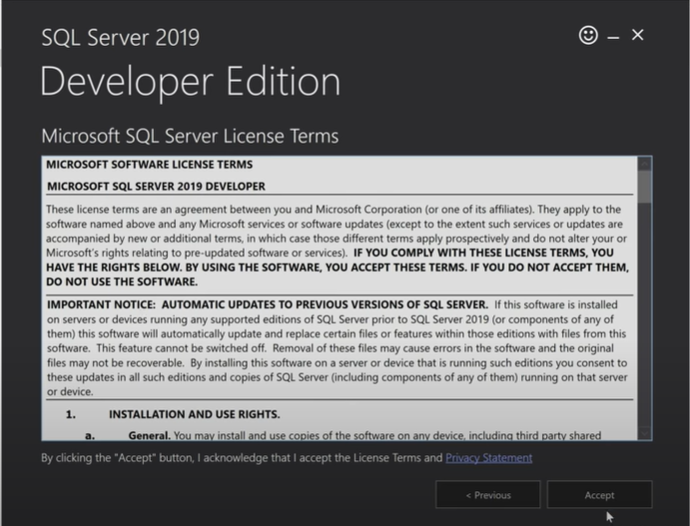 SQL Server 2019
Developer Edition
Microsoft SQL Server License Terms
MICROSOFT SOFTWARE LICENSE TERMS
MICROSOFT SQL SERVER 2019 DEVELOPER
These license terms are an agreement between you and Microsoft Corporation (or one of its affiliates). They apply to the
software named above and any Microsoft services or software updates (except to the extent such services or updates are
accompanied by new or additional terms, in which case those different terms apply prospectively and do not alter your or
Microsoft's rights relating to pre-updated software or services). IF YOU COMPLY WITH THESE LICENSE TERMS, YOU
HAVE THE RIGHTS BELOW. BY USING THE SOFTWARE, YOU ACCEPT THESE TERMS. IF YOU DO NOT ACCEPT THEM,
DO NOT USE THE SOFTWARE.
IMPORTANT NOTICE: AUTOMATIC UPDATES TO PREVIOUS VERSIONS OF SQL SERVER. If this software is installed
on servers or devices running any supported editions of SQL Server prior to SQL Server 2019 (or components of any of
them) this software will automatically update and replace certain files or features within those editions with files from this
software. This feature cannot be switched off. Removal of these files may cause errors in the software and the original
files may not be recoverable. By installing this software on a server or device that is running such editions you consent to
these updates in all such editions and copies of SQL Server (including components of any of them) running on that server
or device.
1. INSTALLATION AND USE RIGHTS.
a. General. You may install and use copies of the software on any device, including third party shared
By clicking the "Accept" button, I acknowledge that I accept the License Terms and Privacy Statement
< Previous
Accept